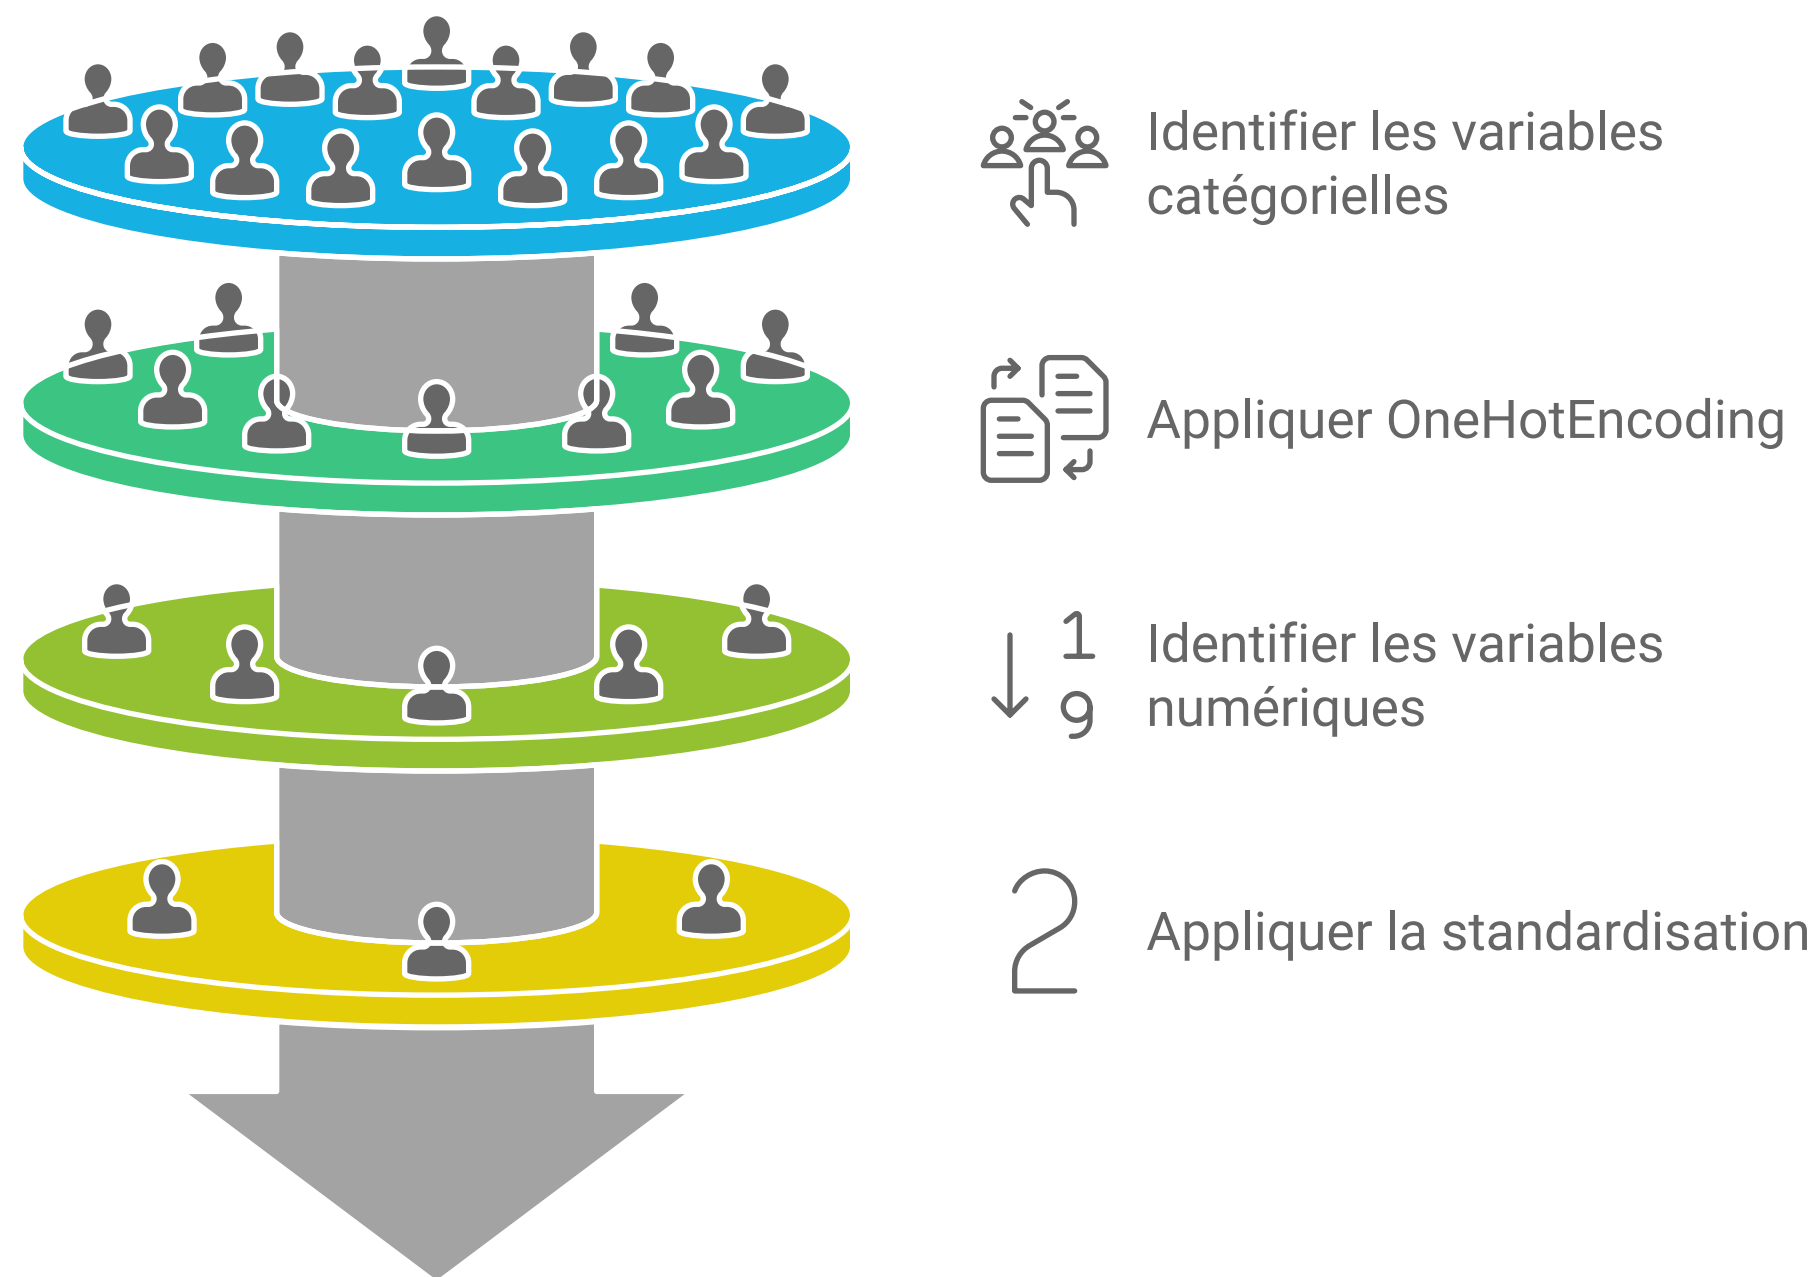 Identifier les variables
catégorielles
Appliquer OneHotEncoding
1
9
Identifier les variables
numériques
2
Appliquer la standardisation